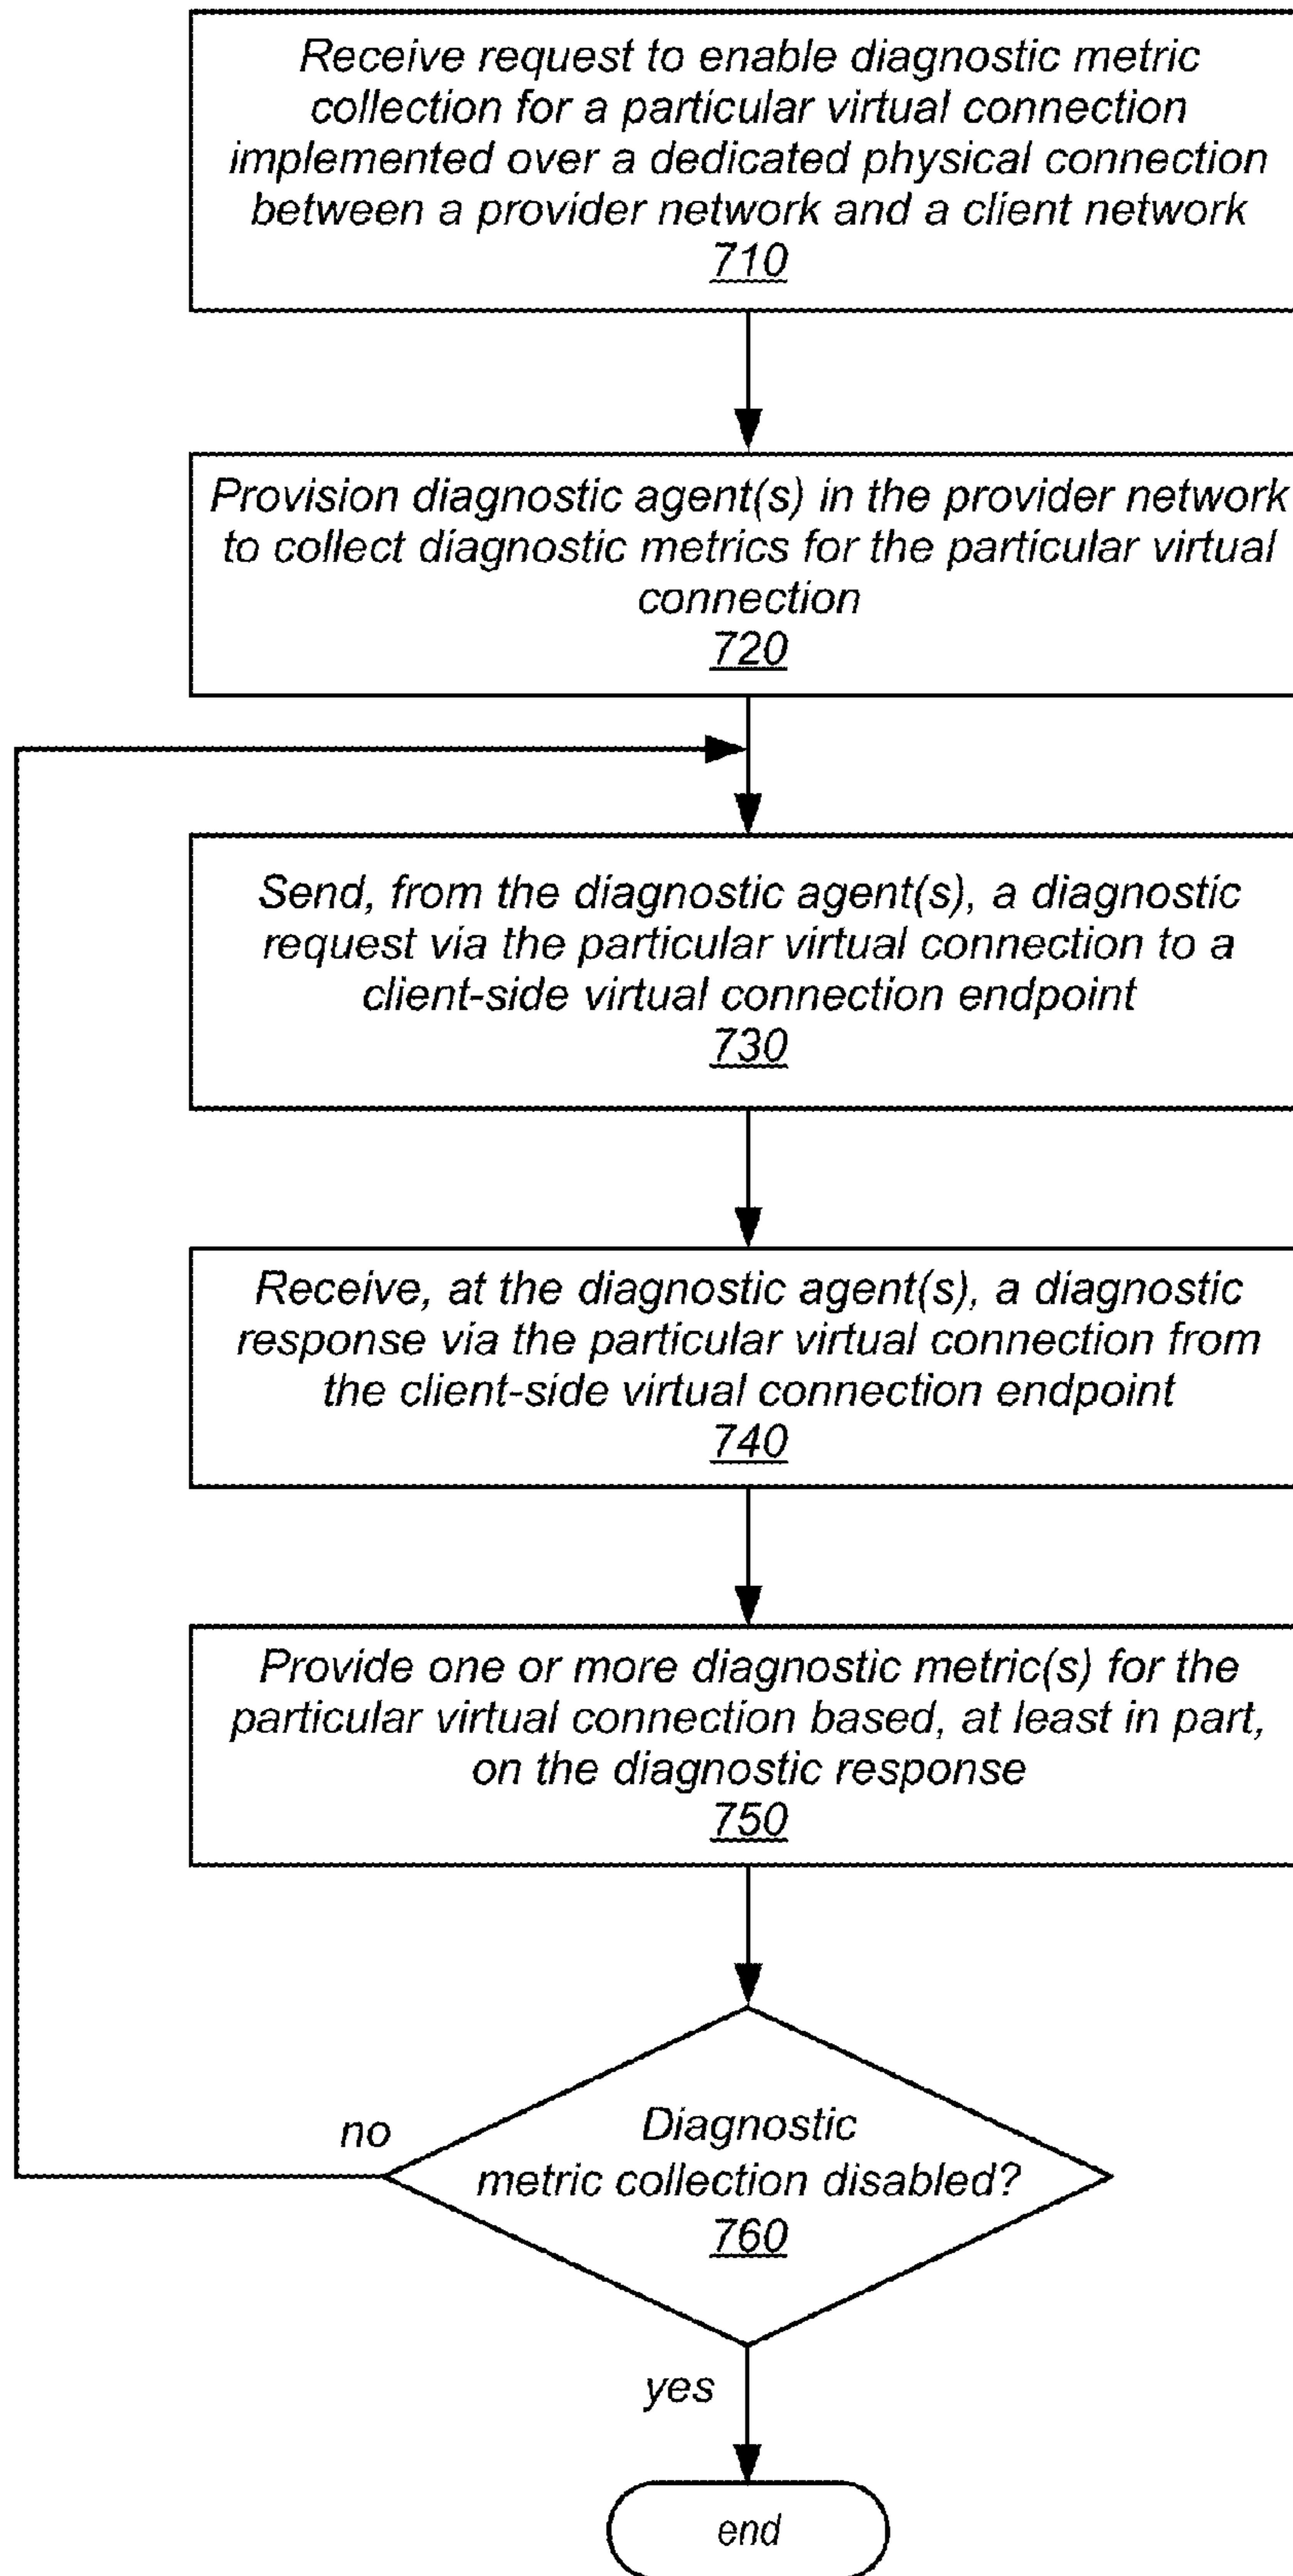 Receive request to enable diagnostic metric
collection for a particular virtual connection
implemented over a dedicated physical connection
between a provider network and a client network
710
Provision diagnostic agent(s) in the provider network
to collect diagnostic metrics for the particular virtual
connection
720
Send, from the diagnostic agent(s), a diagnostic
request via the particular virtual connection to a
client-side virtual connection endpoint
730
Receive, at the diagnostic agent(s), a diagnostic
response via the particular virtual connection from
the client-side virtual connection endpoint
740
Provide one or more diagnostic metric(s) for the
particular virtual connection based, at least in part,
on the diagnostic response
750
no
Diagnostic
metric collection disabled?
760
yes
end